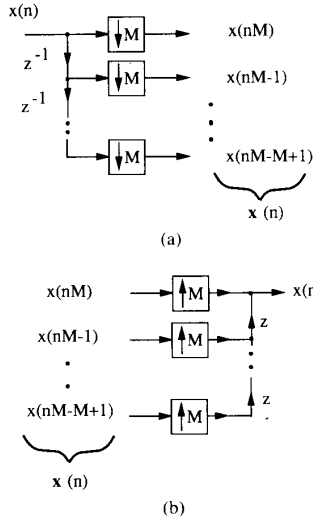 x(n)
↓M x(nM)
z⁻¹
↓M x(nM-1)
z⁻¹
↓M x(nM-M+1)
x (n)
(a)
x(nM) ↑M x(n
x(nM-1) ↑M z
x(nM-M+1) ↑M z
x (n)
(b)